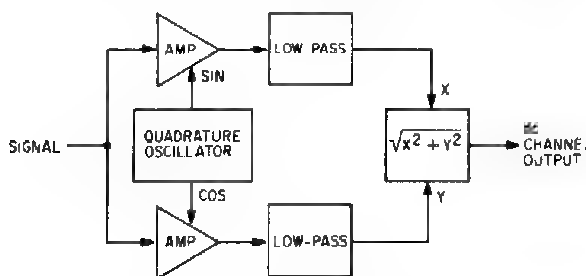 AMP
LOW PASS
SIN
X
SIGNAL
QUADRATURE
OSCILLATOR
√X² + Y²
CHANNEL
OUTPUT
COS
Y
AMP
LOW-PASS